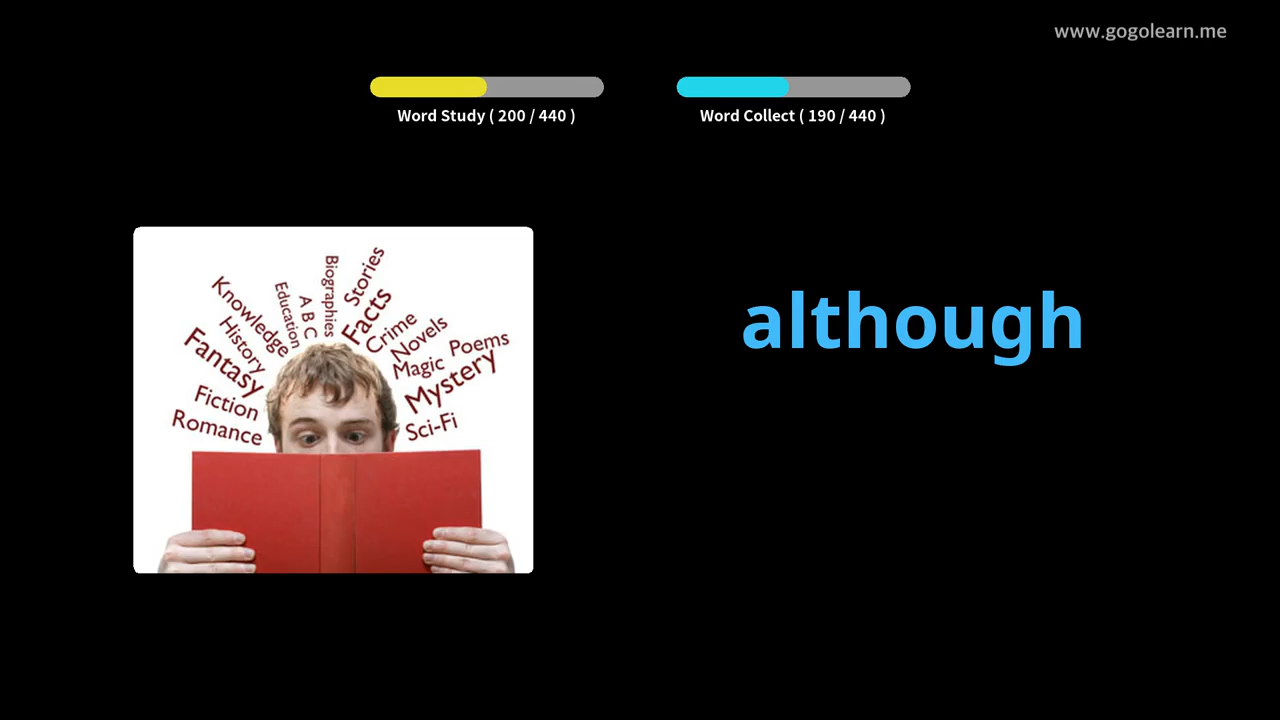 www.gogolearn.me
Word Study ( 200 / 440 )
Word Collect ( 190 / 440 )
although
Biographies
Stories
Knowledge
Education
A B C
Facts
History
Crime
Novels
Fantasy
Magic
Poems
Mystery
Fiction
Romance
Sci-Fi